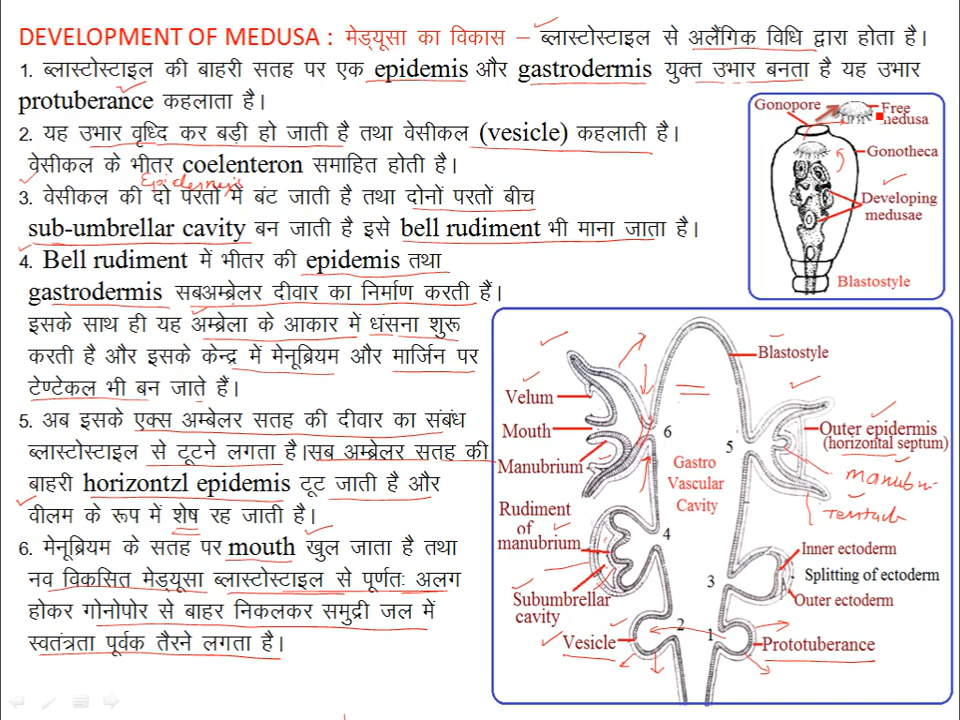 DEVELOPMENT OF MEDUSA : मेड्यूसा का विकास – ब्लास्टोस्टाइल से अलैंगिक विधि द्वारा होता है।
1. ब्लास्टोस्टाइल की बाहरी सतह पर एक epidemis और gastrodermis युक्त उभार बनता है यह उभार
protuberance कहलाता है।
2. यह उभार वृध्दि कर बड़ी हो जाती है तथा वेसीकल (vesicle) कहलाती है।
वेसीकल के भीतर coelenteron समाहित होती है।
Epidermis
3. वेसीकल की दो परतों में बंट जाती है तथा दोनों परतों बीच
sub-umbrellar cavity बन जाती है इसे bell rudiment भी माना जाता है।
4. Bell rudiment में भीतर की epidemis तथा
gastrodermis सबअम्ब्रेलर दीवार का निर्माण करती हैं।
इसके साथ ही यह अम्ब्रेला के आकार में धंसना शुरू
करती है और इसके केन्द्र में मेनूब्रियम और मार्जिन पर
टेण्टेकल भी बन जाते हैं।
5. अब इसके एक्स अम्बेलर सतह की दीवार का संबंध
ब्लास्टोस्टाइल से टूटने लगता है। सब अम्ब्रेलर सतह की
बाहरी horizontzl epidemis टूट जाती है और
वीलम के रूप में शेष रह जाती है।
6. मेनूब्रियम के सतह पर mouth खुल जाता है तथा
नव विकसित मेड्यूसा ब्लास्टोस्टाइल से पूर्णतः अलग
होकर गोनोपोर से बाहर निकलकर समुद्री जल में
स्वतंत्रता पूर्वक तैरने लगता है।
Gonopore
Free
medusa
Gonotheca
Developing
medusae
Blastostyle
Blastostyle
Velum
Mouth
Manubrium
6
5
Outer epidermis
(horizontal septum)
Gastro
Vascular
Cavity
Rudiment
of
manubrium
4
Inner ectoderm
Splitting of ectoderm
Outer ectoderm
3
Subumbrellar
cavity
Vesicle
2
1
Prototuberance